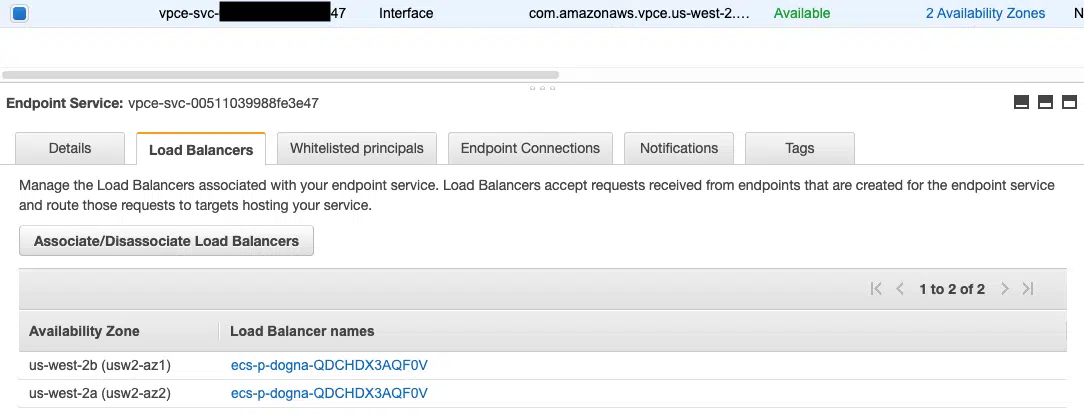 vpce-svc- 47 Interface com.amazonaws.vpce.us-west-2.... Available 2 Availability Zones N
Endpoint Service: vpce-svc-00511039988fe3e47
Details Load Balancers Whitelisted principals Endpoint Connections Notifications Tags
Manage the Load Balancers associated with your endpoint service. Load Balancers accept requests received from endpoints that are created for the endpoint service
and route those requests to targets hosting your service.
Associate/Disassociate Load Balancers
1 to 2 of 2
Availability Zone Load Balancer names
us-west-2b (usw2-az1) ecs-p-dogna-QDCHDX3AQF0V
us-west-2a (usw2-az2) ecs-p-dogna-QDCHDX3AQF0V